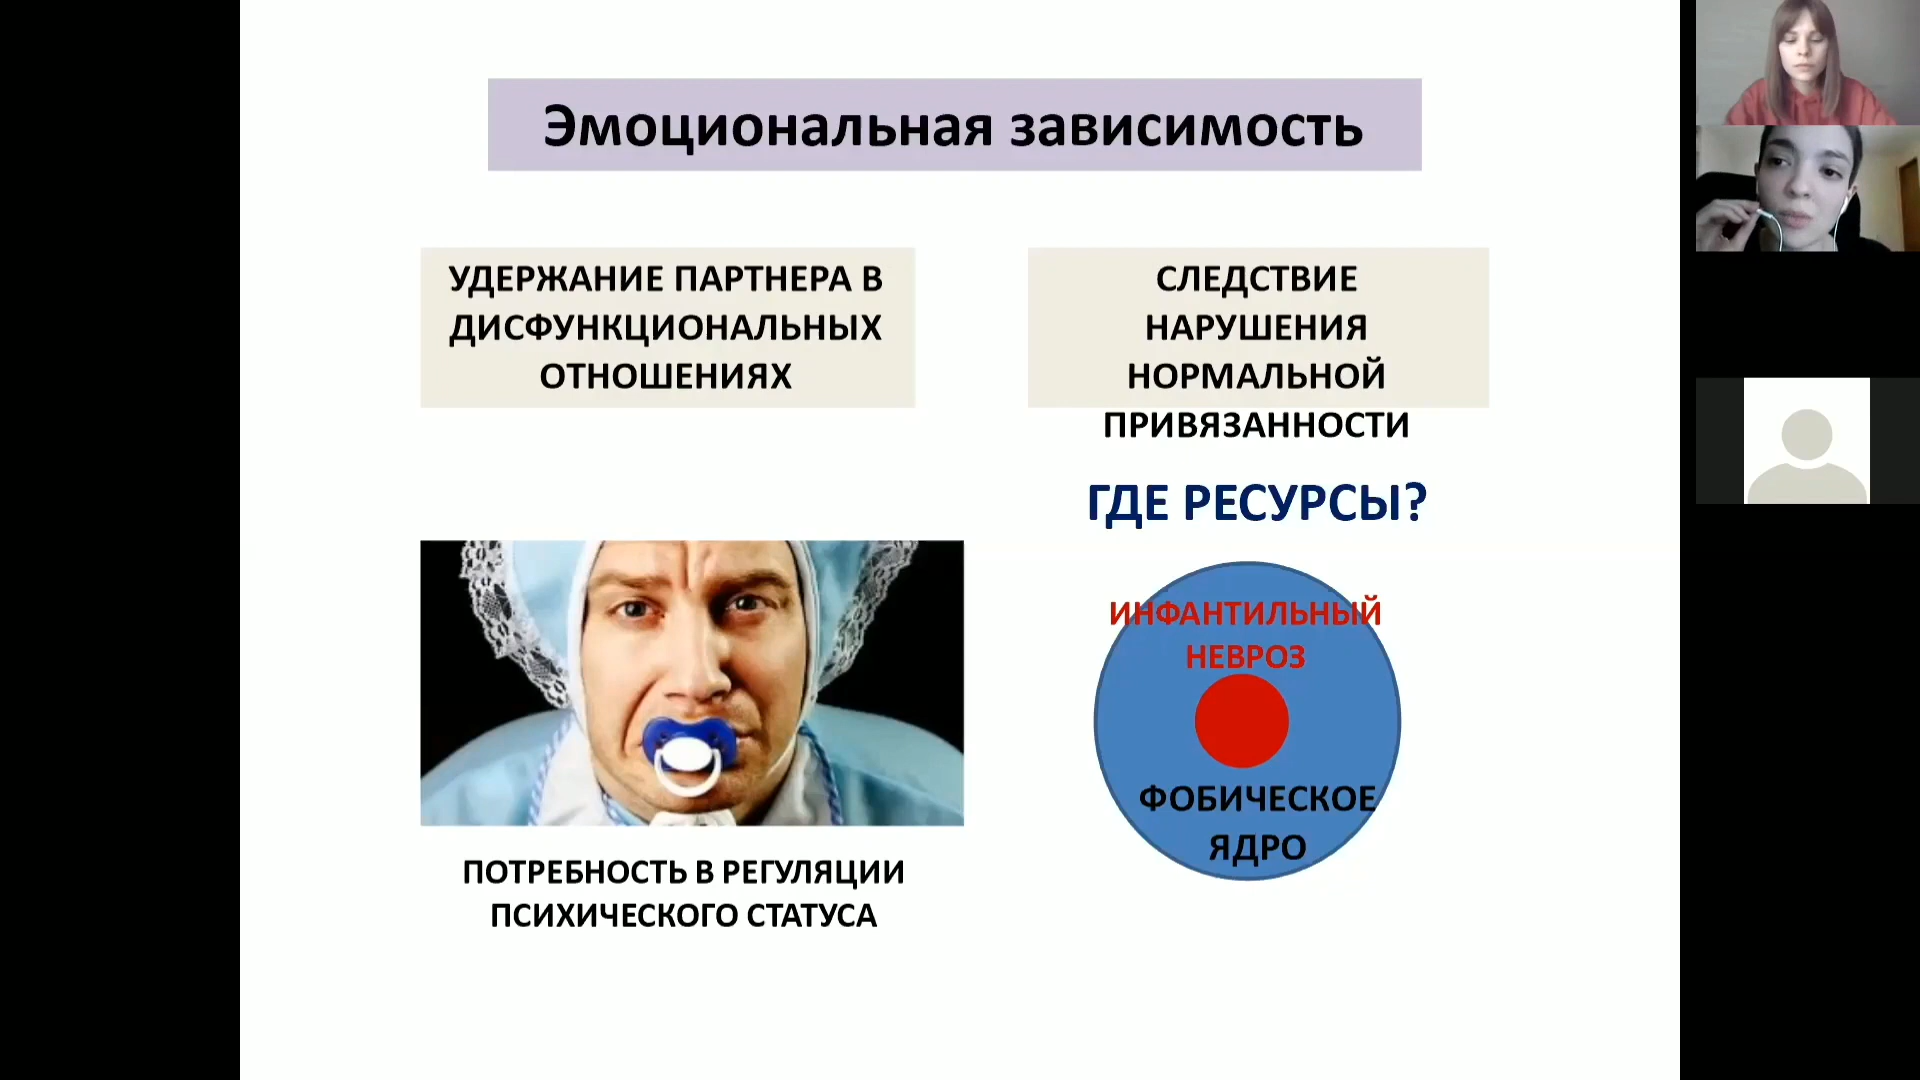 Эмоциональная зависимость
УДЕРЖАНИЕ ПАРТНЕРА В
ДИСФУНКЦИОНАЛЬНЫХ
ОТНОШЕНИЯХ
СЛЕДСТВИЕ
НАРУШЕНИЯ
НОРМАЛЬНОЙ
ПРИВЯЗАННОСТИ
ГДЕ РЕСУРСЫ?
ИНФАНТИЛЬНЫЙ
НЕВРОЗ
ФОБИЧЕСКОЕ
ЯДРО
ПОТРЕБНОСТЬ В РЕГУЛЯЦИИ
ПСИХИЧЕСКОГО СТАТУСА